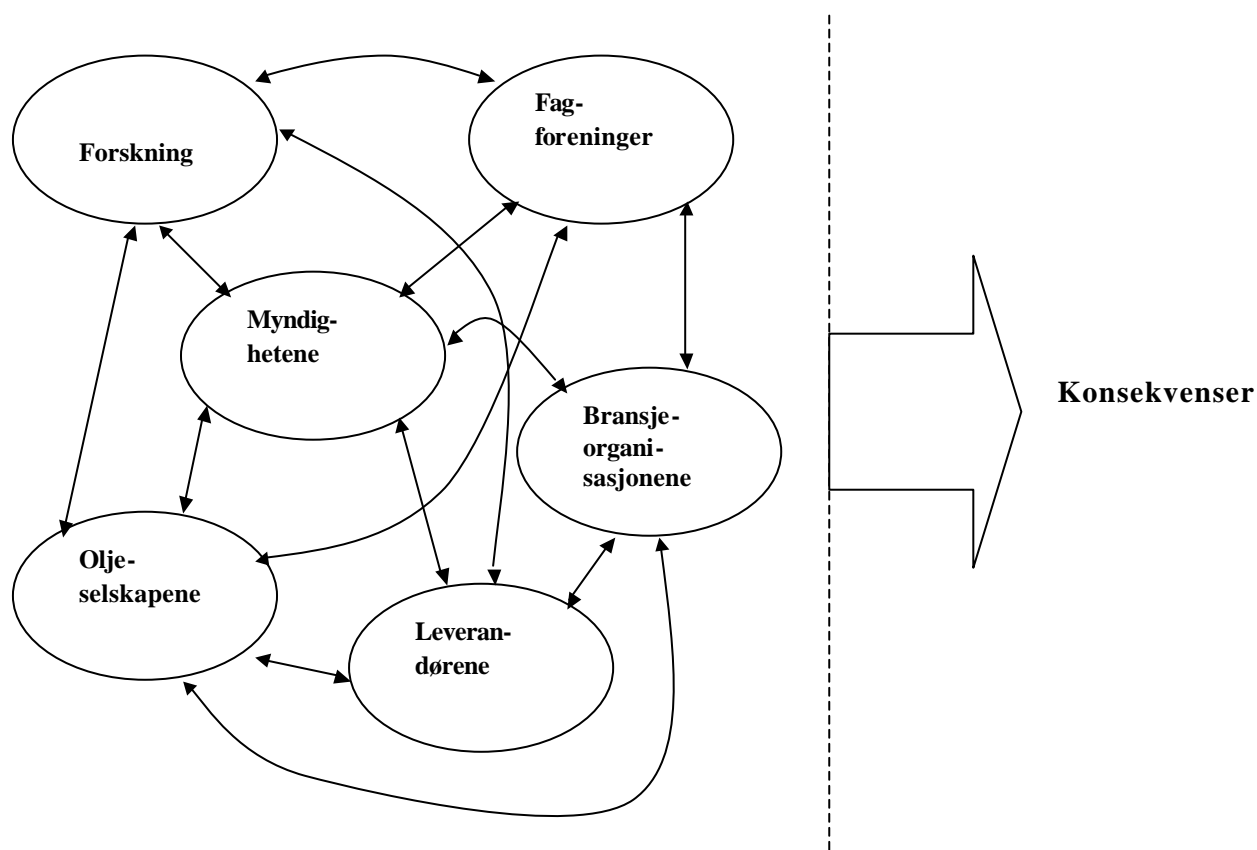 Forskning
Fag-
foreninger
Myndig-
hetene
Bransje-
organi-
sasjonene
Konsekvenser
Olje-
selskapene
Leveran-
dørene